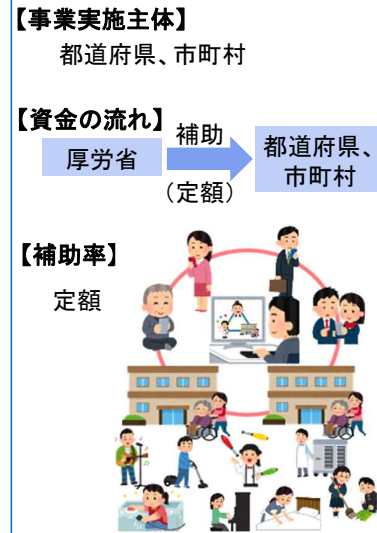 【事業実施主体】
都道府県、市町村
【資金の流れ】
厚労省
補助
（定額）
都道府県、
市町村
【補助率】
定額